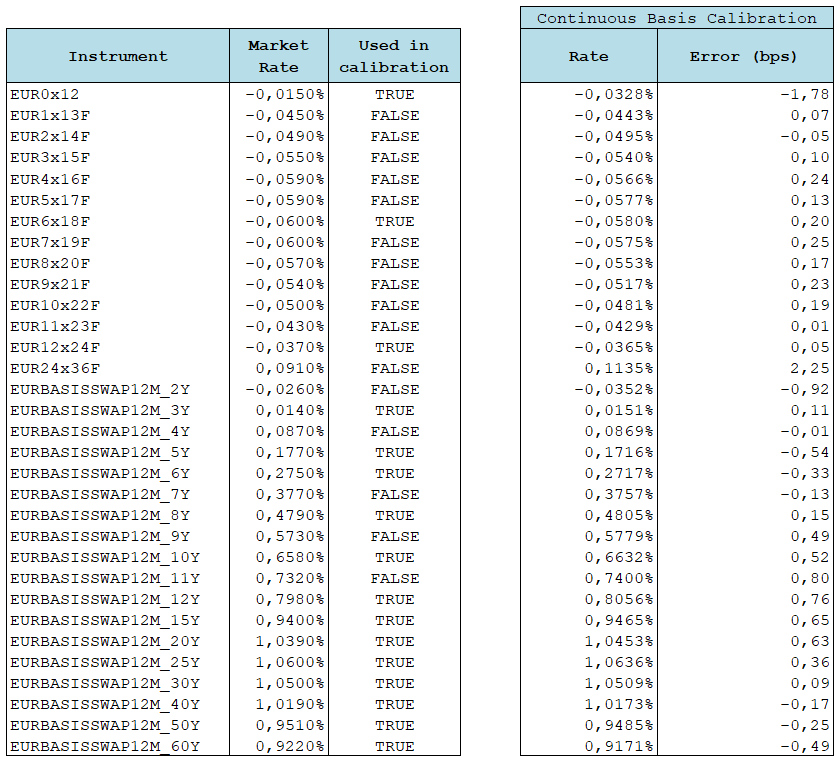 Continuous Basis Calibration
Instrument Market Rate Used in calibration Rate Error (bps)
EUR0x12 -0,0150% TRUE -0,0328% -1,78
EUR1x13F -0,0450% FALSE -0,0443% 0,07
EUR2x14F -0,0490% FALSE -0,0495% -0,05
EUR3x15F -0,0550% FALSE -0,0540% 0,10
EUR4x16F -0,0590% FALSE -0,0566% 0,24
EUR5x17F -0,0590% FALSE -0,0577% 0,13
EUR6x18F -0,0600% TRUE -0,0580% 0,20
EUR7x19F -0,0600% FALSE -0,0575% 0,25
EUR8x20F -0,0570% FALSE -0,0553% 0,17
EUR9x21F -0,0540% FALSE -0,0517% 0,23
EUR10x22F -0,0500% FALSE -0,0481% 0,19
EUR11x23F -0,0430% FALSE -0,0429% 0,01
EUR12x24F -0,0370% TRUE -0,0365% 0,05
EUR24x36F 0,0910% FALSE 0,1135% 2,25
EURBASISSWAP12M_2Y -0,0260% FALSE -0,0352% -0,92
EURBASISSWAP12M_3Y 0,0140% TRUE 0,0151% 0,11
EURBASISSWAP12M_4Y 0,0870% FALSE 0,0869% -0,01
EURBASISSWAP12M_5Y 0,1770% TRUE 0,1716% -0,54
EURBASISSWAP12M_6Y 0,2750% TRUE 0,2717% -0,33
EURBASISSWAP12M_7Y 0,3770% FALSE 0,3757% -0,13
EURBASISSWAP12M_8Y 0,4790% TRUE 0,4805% 0,15
EURBASISSWAP12M_9Y 0,5730% FALSE 0,5779% 0,49
EURBASISSWAP12M_10Y 0,6580% TRUE 0,6632% 0,52
EURBASISSWAP12M_11Y 0,7320% FALSE 0,7400% 0,80
EURBASISSWAP12M_12Y 0,7980% TRUE 0,8056% 0,76
EURBASISSWAP12M_15Y 0,9400% TRUE 0,9465% 0,65
EURBASISSWAP12M_20Y 1,0390% TRUE 1,0453% 0,63
EURBASISSWAP12M_25Y 1,0600% TRUE 1,0636% 0,36
EURBASISSWAP12M_30Y 1,0500% TRUE 1,0509% 0,09
EURBASISSWAP12M_40Y 1,0190% TRUE 1,0173% -0,17
EURBASISSWAP12M_50Y 0,9510% TRUE 0,9485% -0,25
EURBASISSWAP12M_60Y 0,9220% TRUE 0,9171% -0,49